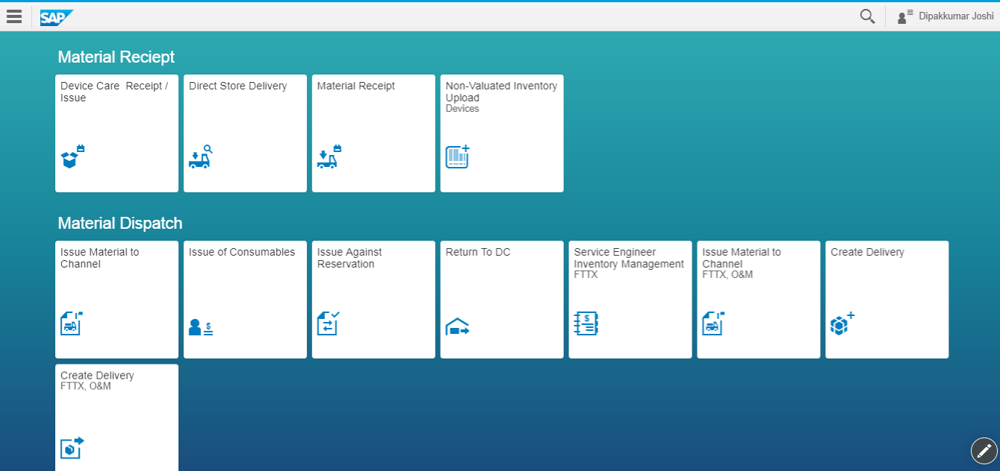 SAP
Dipakkumar Joshi
Material Reciept
Device Care  Receipt /
Issue
Direct Store Delivery
Material Receipt
Non-Valuated Inventory
Upload
Devices
Material Dispatch
Issue Material to
Channel
Issue of Consumables
Issue Against
Reservation
Return To DC
Service Engineer
Inventory Management
FTTX
Issue Material to
Channel
FTTX, O&M
Create Delivery
Create Delivery
FTTX, O&M